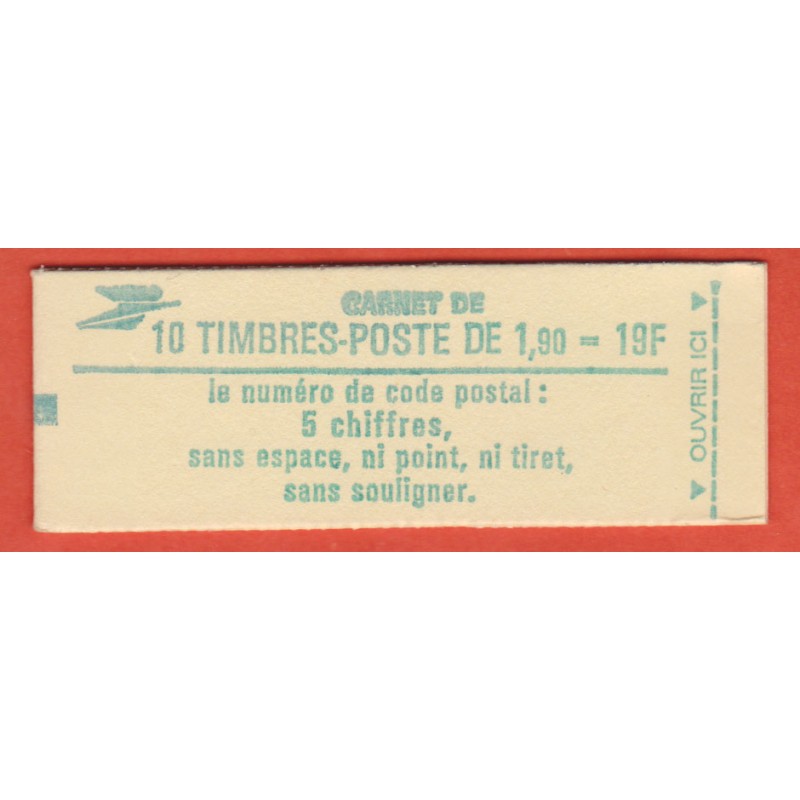 CARNET DE
10 TIMBRES-POSTE DE 1,90 = 19F
le numéro de code postal :
5 chiffres,
sans espace, ni point, ni tiret,
sans souligner.
OUVRIR ICI